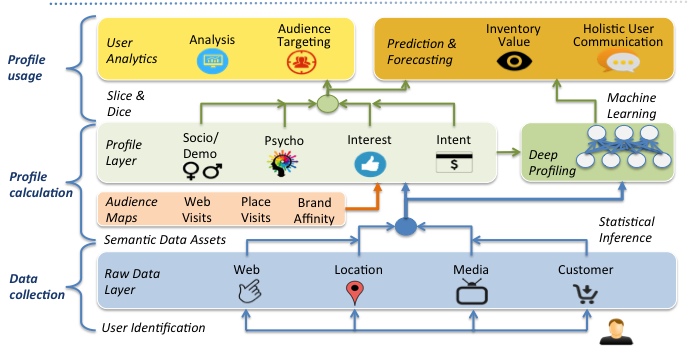 Profile
usage
User
Analytics
Analysis
Audience
Targeting
Prediction &
Forecasting
Inventory
Value
Holistic User
Communication
Slice &
Dice
Machine
Learning
Profile
calculation
Profile
Layer
Socio/
Demo
Psycho
Interest
Intent
$
Deep
Profiling
Audience
Maps
Web
Visits
Place
Visits
Brand
Affinity
Semantic Data Assets
Statistical
Inference
Data
collection
Raw Data
Layer
Web
Location
Media
Customer
User Identification